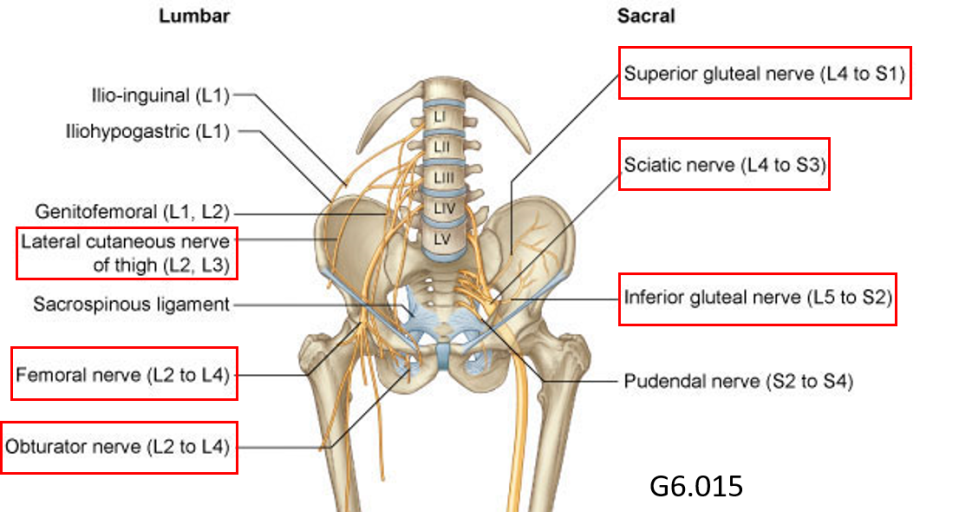 Lumbar
Sacral
Ilio-inguinal (L1)
Iliohypogastric (L1)
Genitofemoral (L1, L2)
Lateral cutaneous nerve
of thigh (L2, L3)
Sacrospinous ligament
Femoral nerve (L2 to L4)
Obturator nerve (L2 to L4)
LI
LII
LIII
LIV
LV
Superior gluteal nerve (L4 to S1)
Sciatic nerve (L4 to S3)
Inferior gluteal nerve (L5 to S2)
Pudendal nerve (S2 to S4)
G6.015